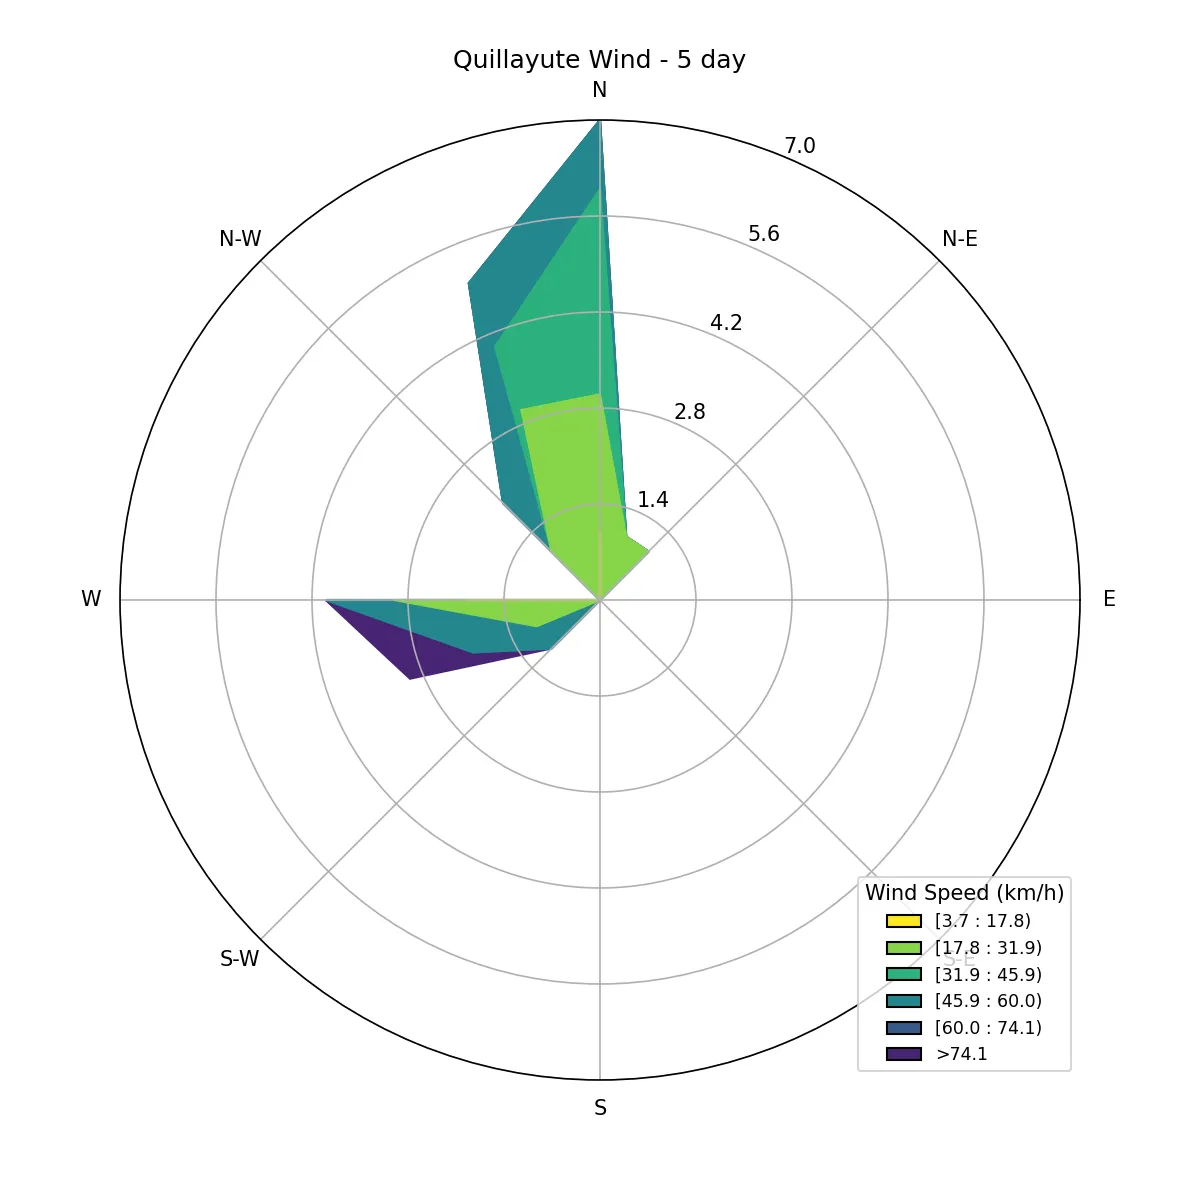 Quillayute Wind - 5 day
N
7.0
N-W
5.6
N-E
4.2
2.8
1.4
W
E
S-W
S-E
S
Wind Speed (km/h)
[3.7 : 17.8)
[17.8 : 31.9)
[31.9 : 45.9)
[45.9 : 60.0)
[60.0 : 74.1)
>74.1